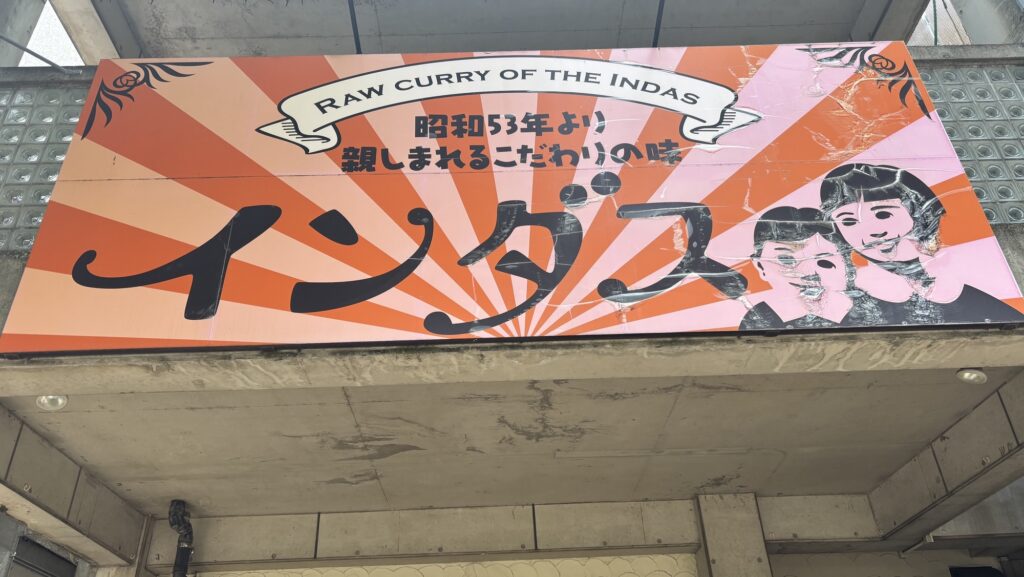 RAW CURRY OF THE INDAS
昭和53年より
親しまれるこだわりの味
インダス